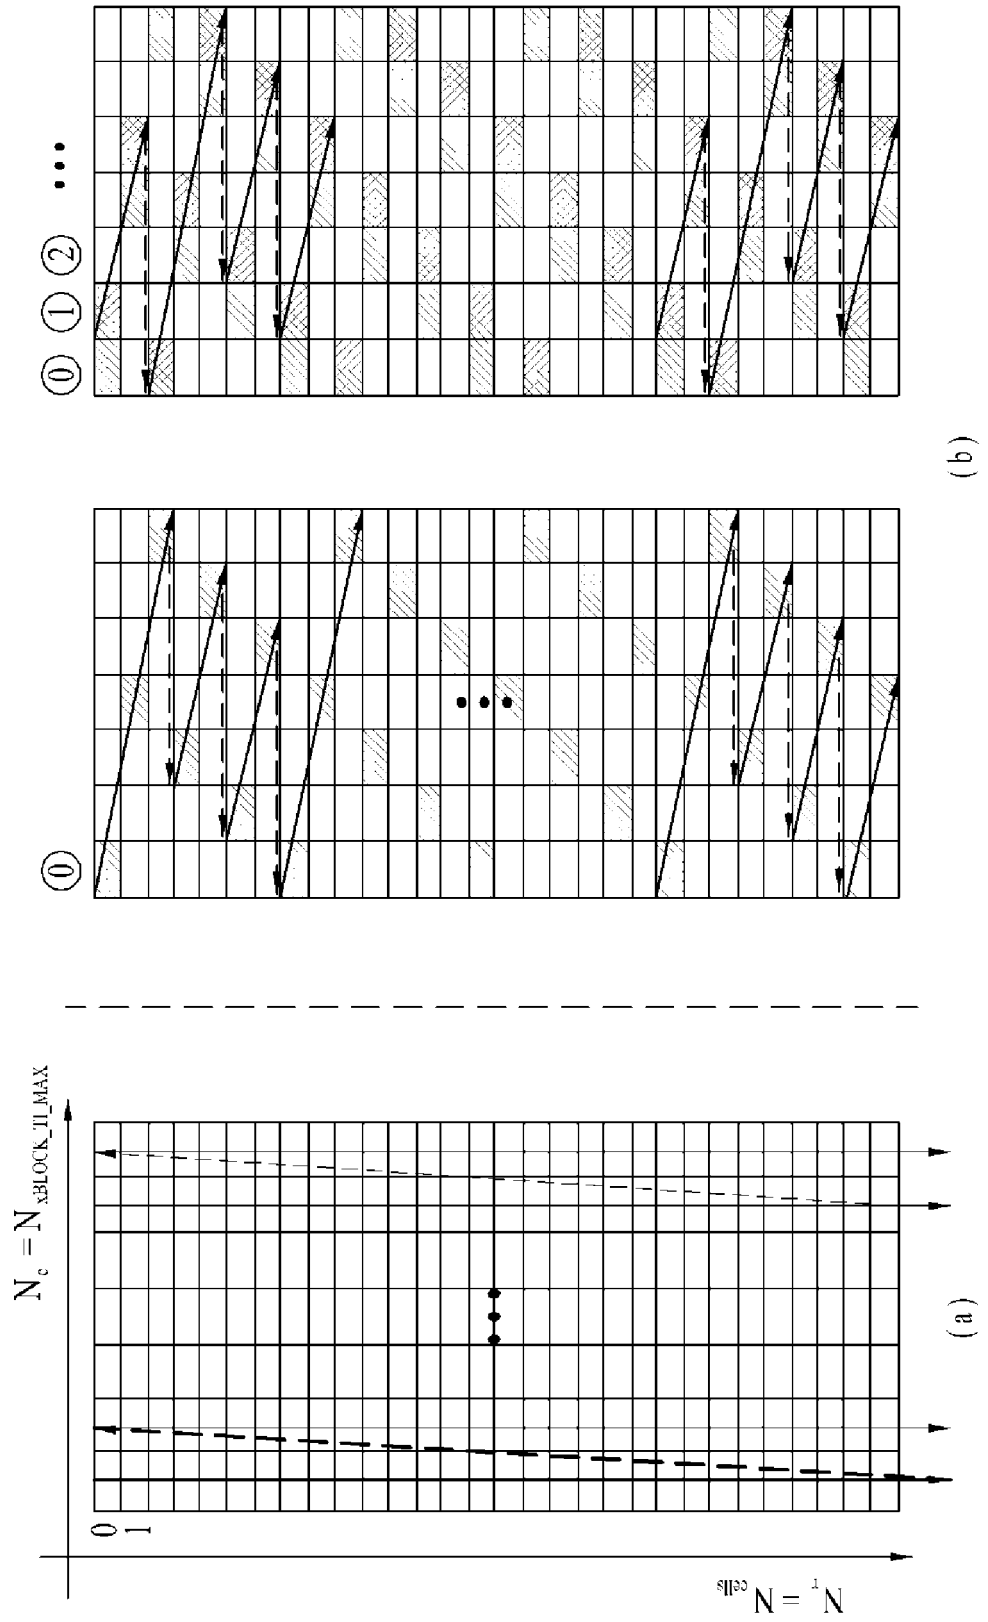 N_c = N_xBLOCK_TI_MAX
0
1
N_r = N_cells
(a)
0
0 1 2 •••
(b)